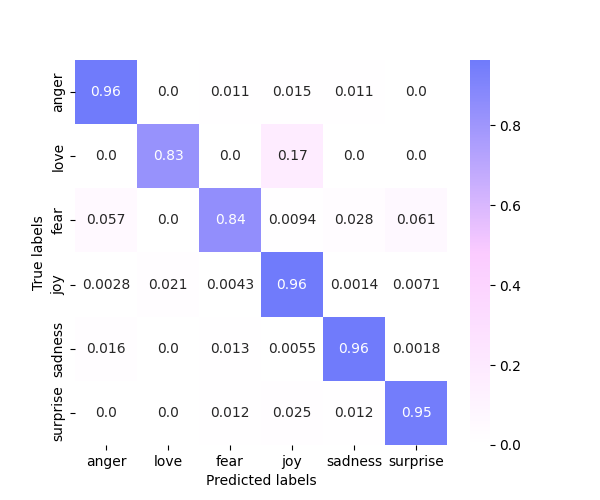 anger 0.96 0.0 0.011 0.015 0.011 0.0
love 0.0 0.83 0.0 0.17 0.0 0.0
fear 0.057 0.0 0.84 0.0094 0.028 0.061
joy 0.0028 0.021 0.0043 0.96 0.0014 0.0071
sadness 0.016 0.0 0.013 0.0055 0.96 0.0018
surprise 0.0 0.0 0.012 0.025 0.012 0.95
anger love fear joy sadness surprise
Predicted labels
True labels
0.8
0.6
0.4
0.2
0.0